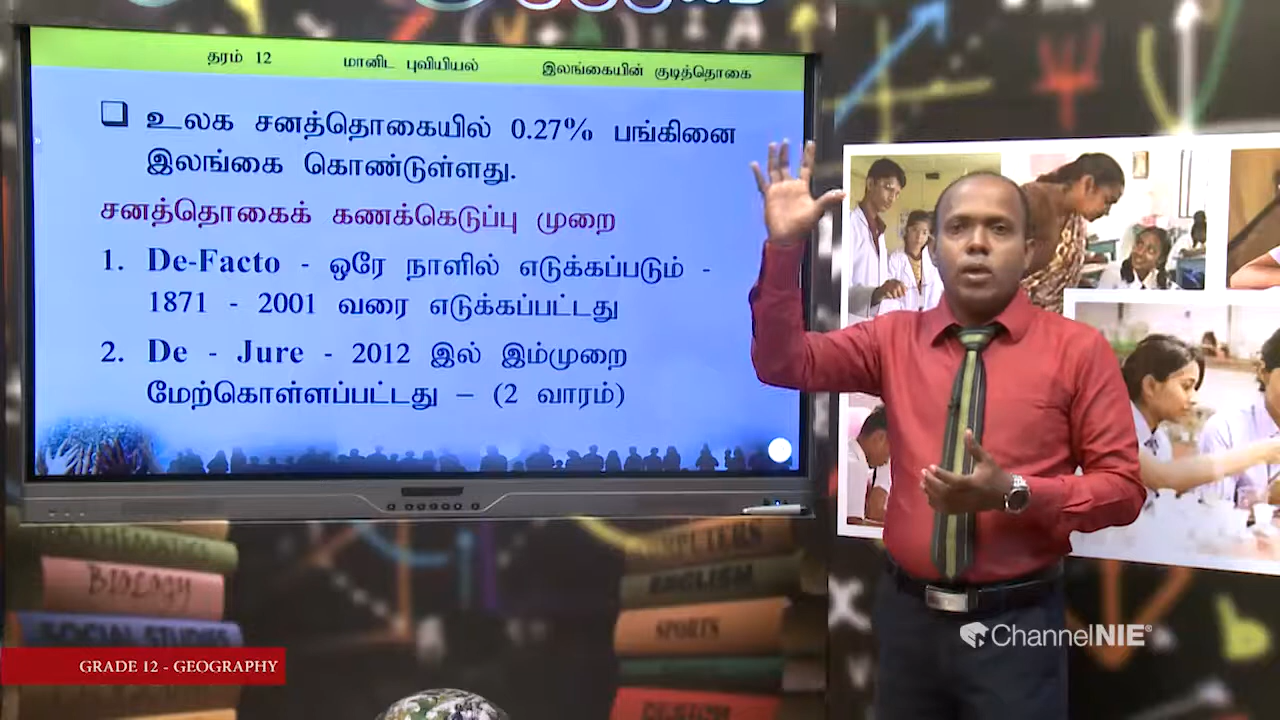 தரம் 12 மானிட புவியியல் இலங்கையின் குடித்தொகை
❑ உலக சனத்தொகையில் 0.27% பங்கினை
இலங்கை கொண்டுள்ளது.
சனத்தொகைக் கணக்கெடுப்பு முறை
1. De-Facto - ஒரே நாளில் எடுக்கப்படும் -
1871 - 2001 வரை எடுக்கப்பட்டது
2. De - Jure - 2012 இல் இம்முறை
மேற்கொள்ளப்பட்டது – (2 வாரம்)
MATHEMATICS
BIOLOGY
SOCIAL STUDIES
ENGLISH
SPORTS
GRADE 12 - GEOGRAPHY
ChannelNIE®